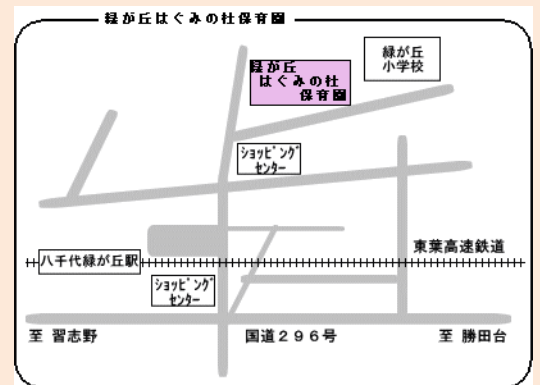 緑が丘はぐみの杜保育園
緑が丘
小学校
緑が丘
はぐみの杜
保育園
ｼｮｯﾋﾟﾝｸﾞ
ｾﾝﾀｰ
東葉高速鉄道
八千代緑が丘駅
ｼｮｯﾋﾟﾝｸﾞ
ｾﾝﾀｰ
至 習志野
国道２９６号
至 勝田台